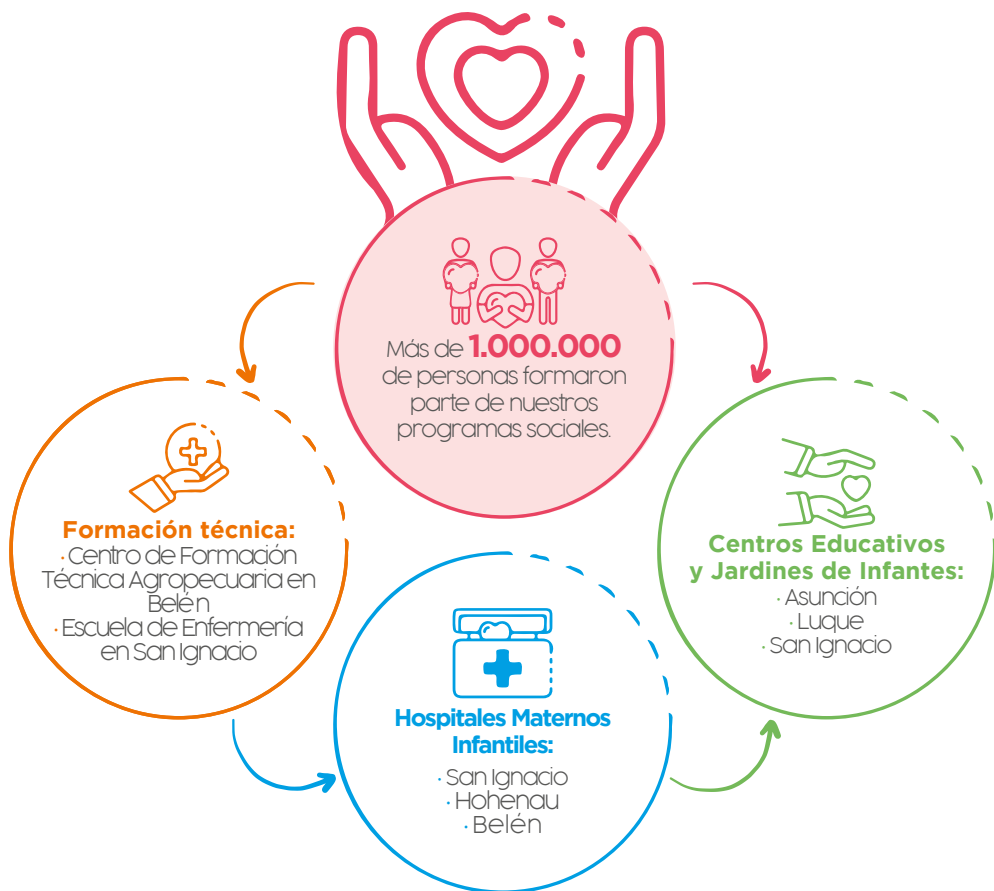 Más de 1.000.000
de personas formaron
parte de nuestros
programas sociales.
Formación técnica:
· Centro de Formación
Técnica Agropecuaria en
Belén
· Escuela de Enfermería
en San Ignacio
Hospitales Maternos
Infantiles:
· San Ignacio
· Hohenau
· Belén
Centros Educativos
y Jardines de Infantes:
· Asunción
· Luque
· San Ignacio